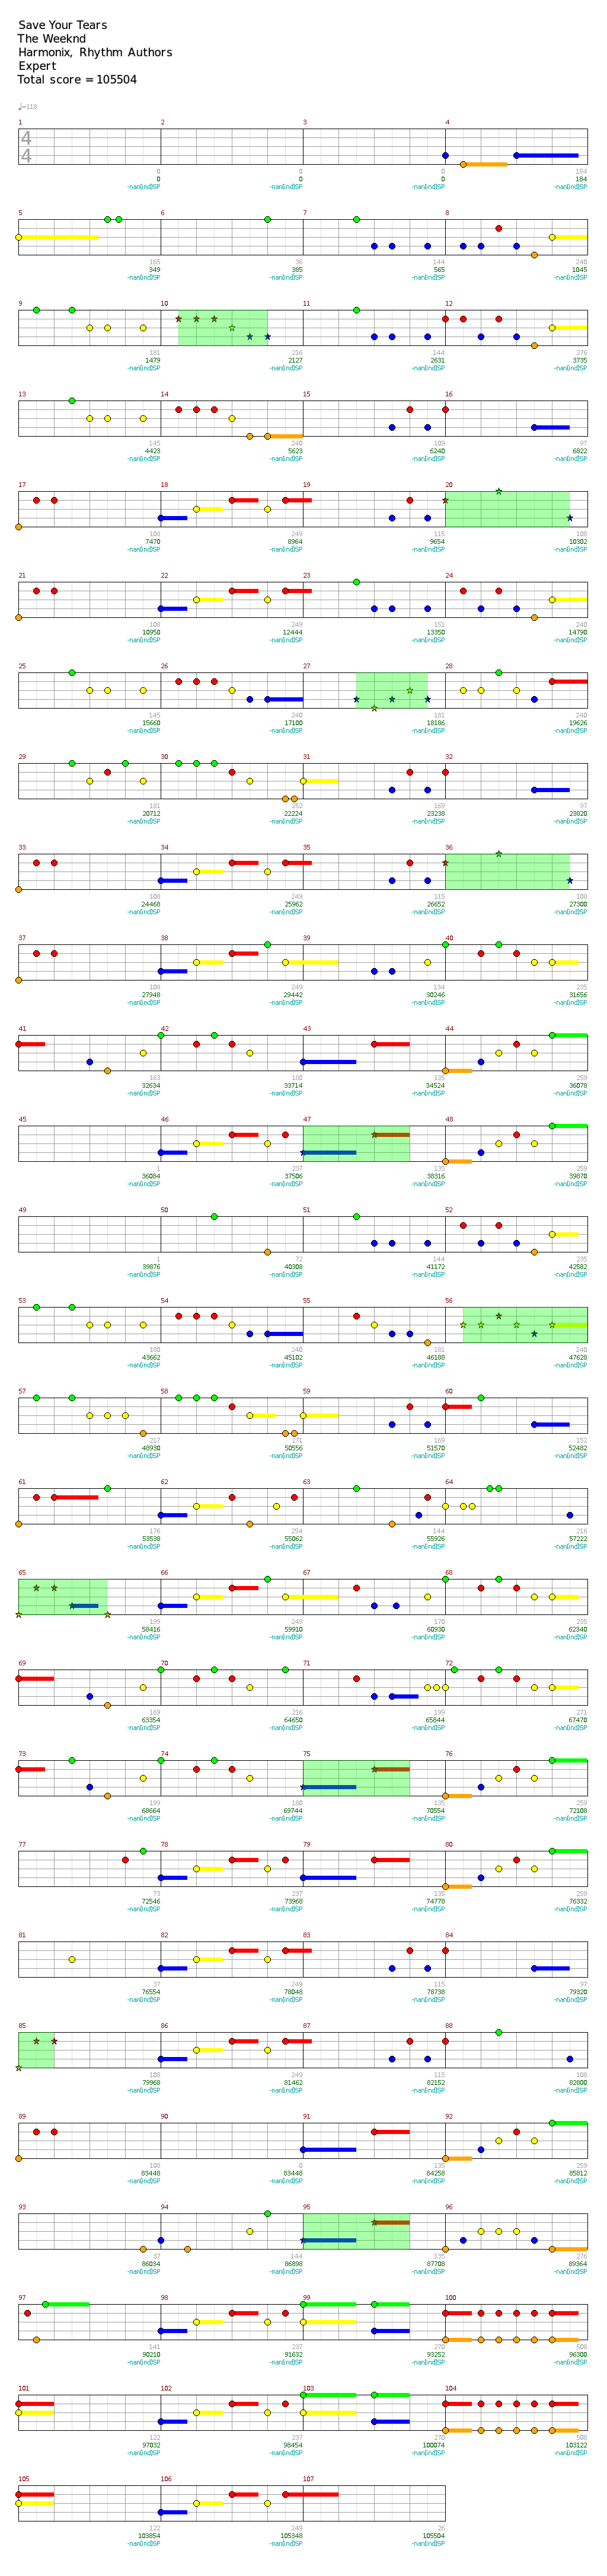 Save Your Tears
The Weeknd
Harmonix, Rhythm Authors
Expert
Total score = 105504
♩=118
1 2 3 4
4
4
0 0 0 184
0 0 0 184
-nan(ind)SP -nan(ind)SP -nan(ind)SP -nan(ind)SP
5 6 7 8
165 36 144 240
349 385 565 1045
-nan(ind)SP -nan(ind)SP -nan(ind)SP -nan(ind)SP
9 10 11 12
181 216 144 276
1479 2127 2631 3735
-nan(ind)SP -nan(ind)SP -nan(ind)SP -nan(ind)SP
13 14 15 16
145 240 109 97
4423 5623 6240 6822
-nan(ind)SP -nan(ind)SP -nan(ind)SP -nan(ind)SP
17 18 19 20
108 249 115 108
7470 8964 9654 10302
-nan(ind)SP -nan(ind)SP -nan(ind)SP -nan(ind)SP
21 22 23 24
108 249 151 240
10950 12444 13350 14790
-nan(ind)SP -nan(ind)SP -nan(ind)SP -nan(ind)SP
25 26 27 28
145 240 181 240
15660 17100 18186 19626
-nan(ind)SP -nan(ind)SP -nan(ind)SP -nan(ind)SP
29 30 31 32
181 252 169 97
20712 22224 23238 23820
-nan(ind)SP -nan(ind)SP -nan(ind)SP -nan(ind)SP
33 34 35 36
108 249 115 108
24468 25962 26652 27300
-nan(ind)SP -nan(ind)SP -nan(ind)SP -nan(ind)SP
37 38 39 40
108 249 134 235
27948 29442 30246 31656
-nan(ind)SP -nan(ind)SP -nan(ind)SP -nan(ind)SP
41 42 43 44
163 180 135 259
32634 33714 34524 36078
-nan(ind)SP -nan(ind)SP -nan(ind)SP -nan(ind)SP
45 46 47 48
1 237 135 259
36084 37506 38316 39870
-nan(ind)SP -nan(ind)SP -nan(ind)SP -nan(ind)SP
49 50 51 52
1 72 144 235
39876 40308 41172 42582
-nan(ind)SP -nan(ind)SP -nan(ind)SP -nan(ind)SP
53 54 55 56
180 240 181 240
43662 45102 46188 47628
-nan(ind)SP -nan(ind)SP -nan(ind)SP -nan(ind)SP
57 58 59 60
217 271 169 152
48930 50556 51570 52482
-nan(ind)SP -nan(ind)SP -nan(ind)SP -nan(ind)SP
61 62 63 64
176 254 144 216
53538 55062 55926 57222
-nan(ind)SP -nan(ind)SP -nan(ind)SP -nan(ind)SP
65 66 67 68
199 249 170 235
58416 59910 60930 62340
-nan(ind)SP -nan(ind)SP -nan(ind)SP -nan(ind)SP
69 70 71 72
169 216 199 271
63354 64650 65844 67470
-nan(ind)SP -nan(ind)SP -nan(ind)SP -nan(ind)SP
73 74 75 76
199 180 135 259
68664 69744 70554 72108
-nan(ind)SP -nan(ind)SP -nan(ind)SP -nan(ind)SP
77 78 79 80
73 237 135 259
72546 73968 74778 76332
-nan(ind)SP -nan(ind)SP -nan(ind)SP -nan(ind)SP
81 82 83 84
37 249 115 97
76554 78048 78738 79320
-nan(ind)SP -nan(ind)SP -nan(ind)SP -nan(ind)SP
85 86 87 88
108 249 115 108
79968 81462 82152 82800
-nan(ind)SP -nan(ind)SP -nan(ind)SP -nan(ind)SP
89 90 91 92
108 0 135 259
83448 83448 84258 85812
-nan(ind)SP -nan(ind)SP -nan(ind)SP -nan(ind)SP
93 94 95 96
37 144 135 276
86034 86898 87708 89364
-nan(ind)SP -nan(ind)SP -nan(ind)SP -nan(ind)SP
97 98 99 100
141 237 270 508
90210 91632 93252 96300
-nan(ind)SP -nan(ind)SP -nan(ind)SP -nan(ind)SP
101 102 103 104
122 237 270 508
97032 98454 100074 103122
-nan(ind)SP -nan(ind)SP -nan(ind)SP -nan(ind)SP
105 106 107
122 249 26
103854 105348 105504
-nan(ind)SP -nan(ind)SP -nan(ind)SP